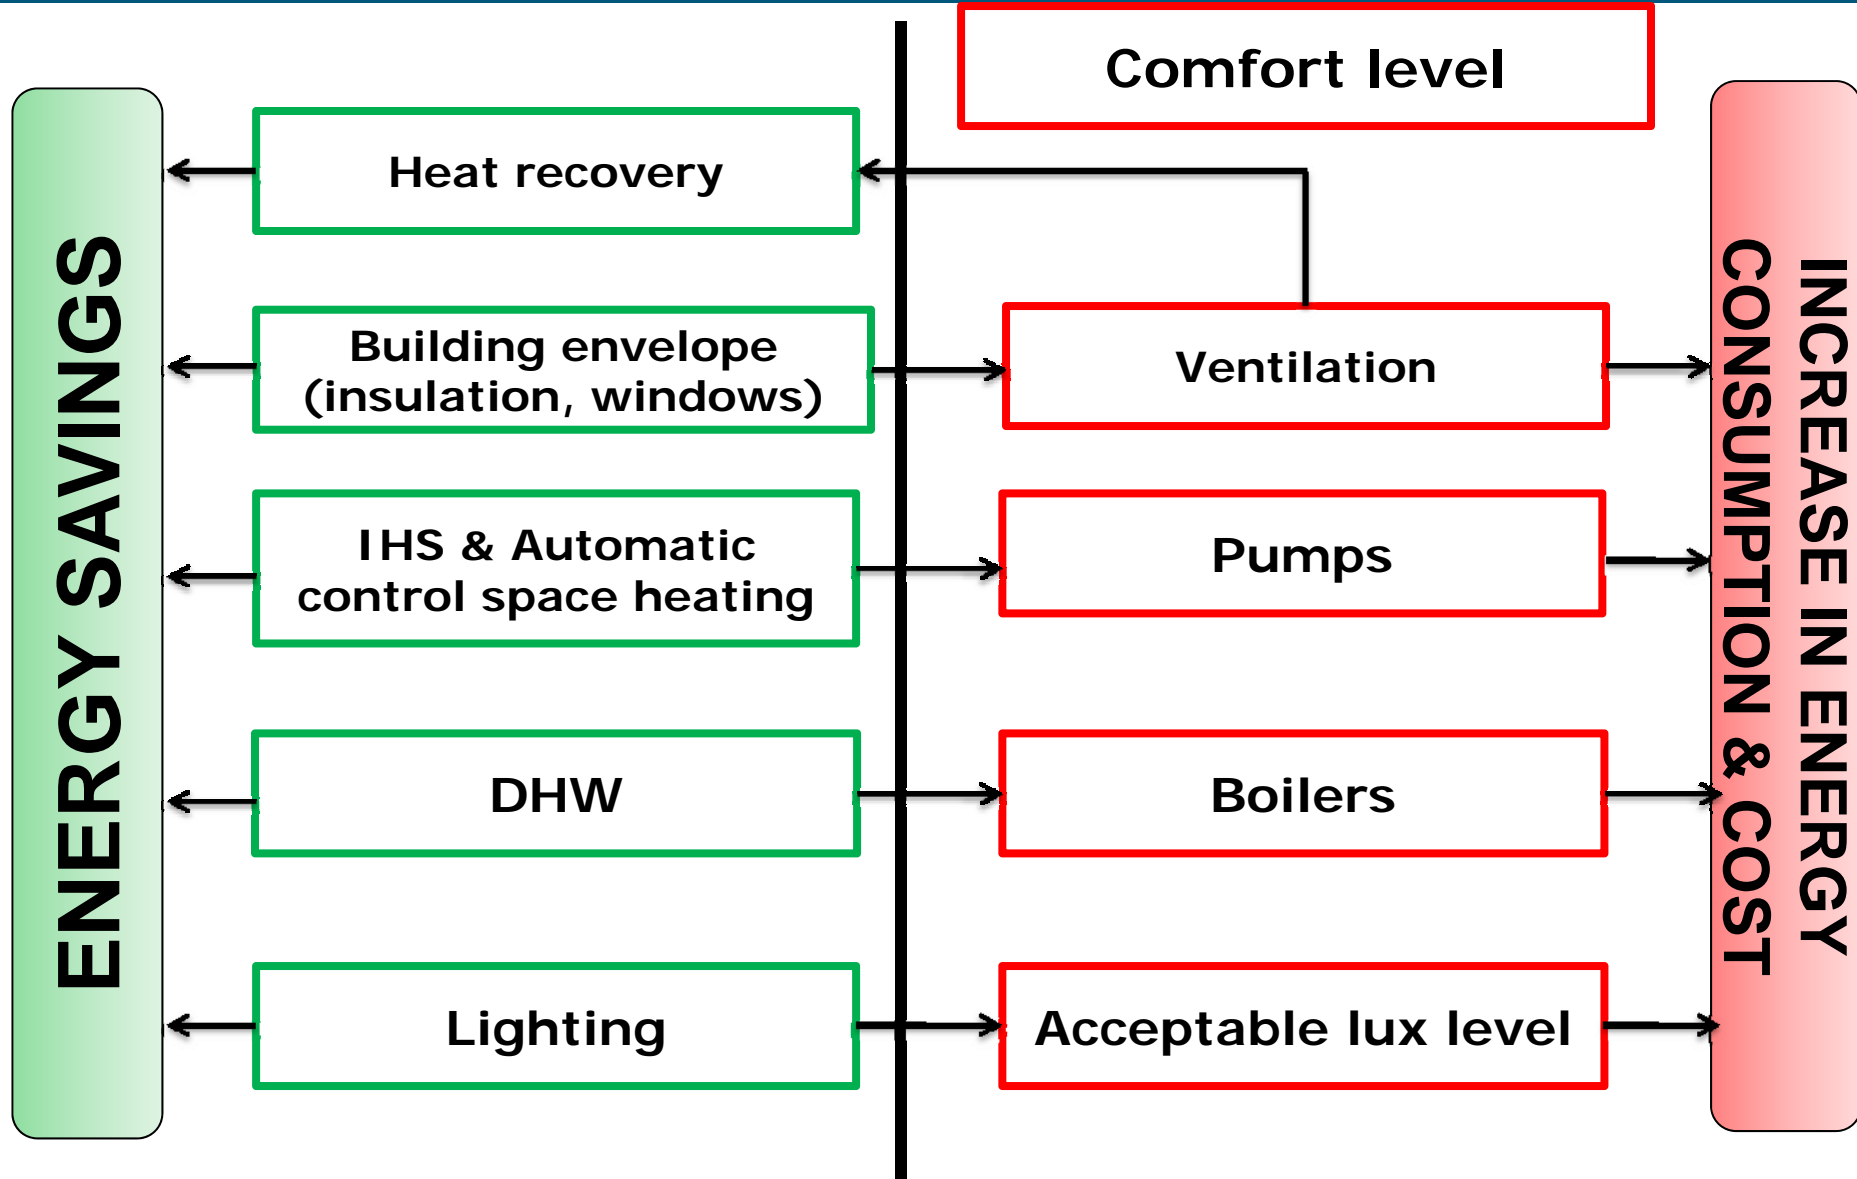 Comfort level
ENERGY SAVINGS
Heat recovery
Building envelope
(insulation, windows)
Ventilation
IHS & Automatic
control space heating
Pumps
DHW
Boilers
Lighting
Acceptable lux level
INCREASE IN ENERGY
CONSUMPTION & COST